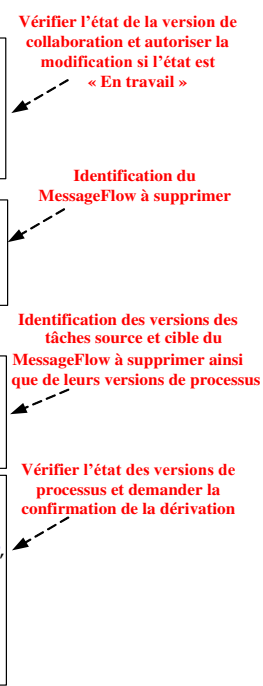 Vérifier l'état de la version de
collaboration et autoriser la
modification si l'état est
« En travail »
Identification du
MessageFlow à supprimer
Identification des versions des
tâches source et cible du
MessageFlow à supprimer ainsi
que de leurs versions de processus
Vérifier l'état des versions de
processus et demander la
confirmation de la dérivation
,